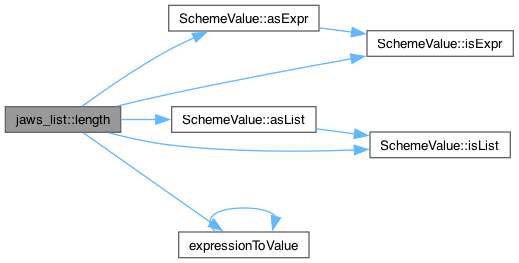 SchemeValue::asExpr
SchemeValue::isExpr
jaws_list::length
SchemeValue::asList
SchemeValue::isList
expressionToValue